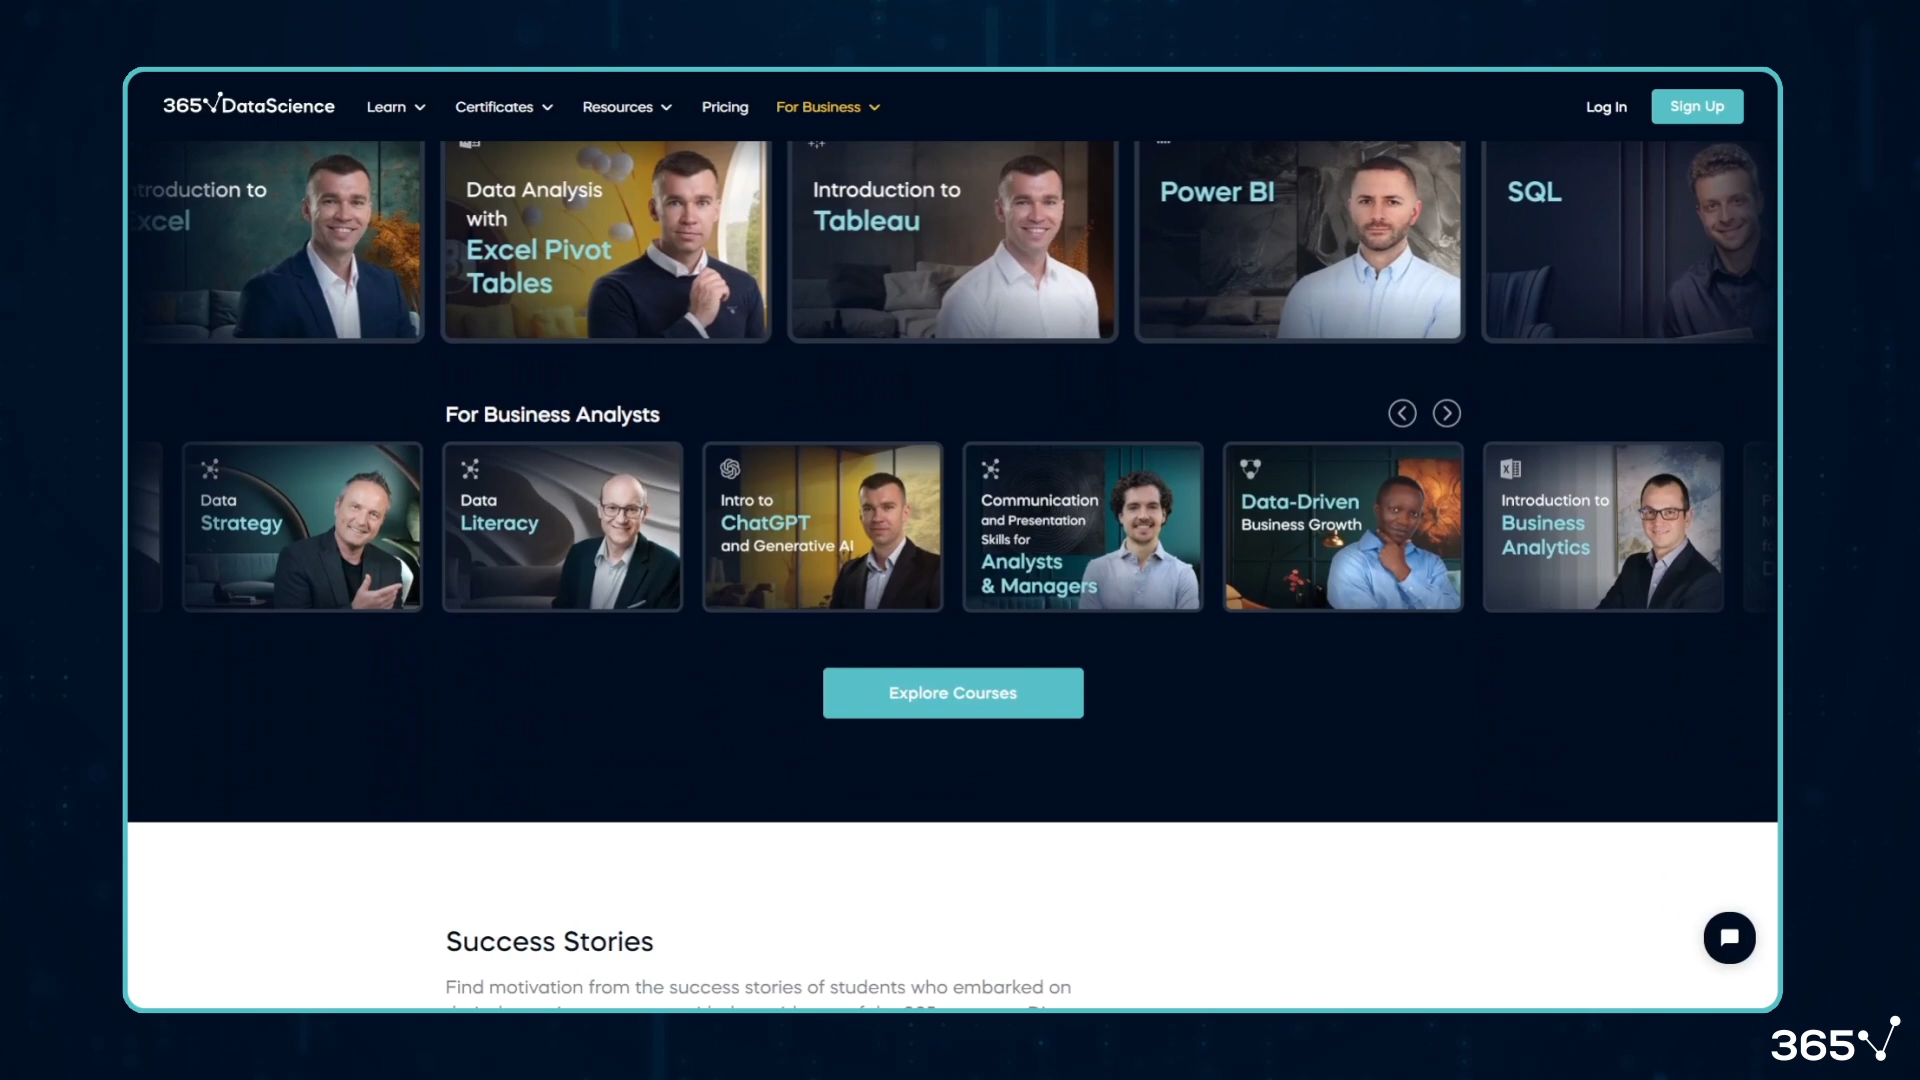 365 DataScience
Learn
Certificates
Resources
Pricing
For Business
Log In
Sign Up
to
Data Analysis
with
Excel Pivot
Tables
Introduction to
Tableau
Power BI
SQL
For Business Analysts
Data
Strategy
Data
Literacy
Intro to
ChatGPT
and Generative AI
Communication
and Presentation
Skills for
Analysts
& Managers
Data-Driven
Business Growth
Introduction to
Business
Analytics
Explore Courses
Success Stories
Find motivation from the success stories of students who embarked on
365